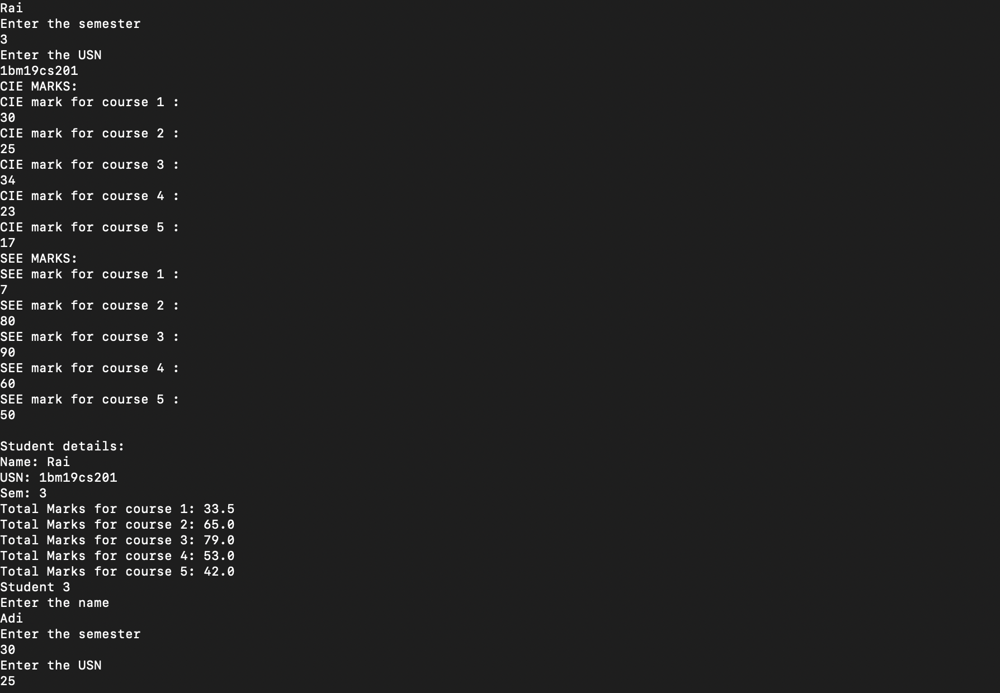 Rai
Enter the semester
3
Enter the USN
1bm19cs201
CIE MARKS:
CIE mark for course 1 :
30
CIE mark for course 2 :
25
CIE mark for course 3 :
34
CIE mark for course 4 :
23
CIE mark for course 5 :
17
SEE MARKS:
SEE mark for course 1 :
7
SEE mark for course 2 :
80
SEE mark for course 3 :
90
SEE mark for course 4 :
60
SEE mark for course 5 :
50
Student details:
Name: Rai
USN: 1bm19cs201
Sem: 3
Total Marks for course 1: 33.5
Total Marks for course 2: 65.0
Total Marks for course 3: 79.0
Total Marks for course 4: 53.0
Total Marks for course 5: 42.0
Student 3
Enter the name
Adi
Enter the semester
30
Enter the USN
25